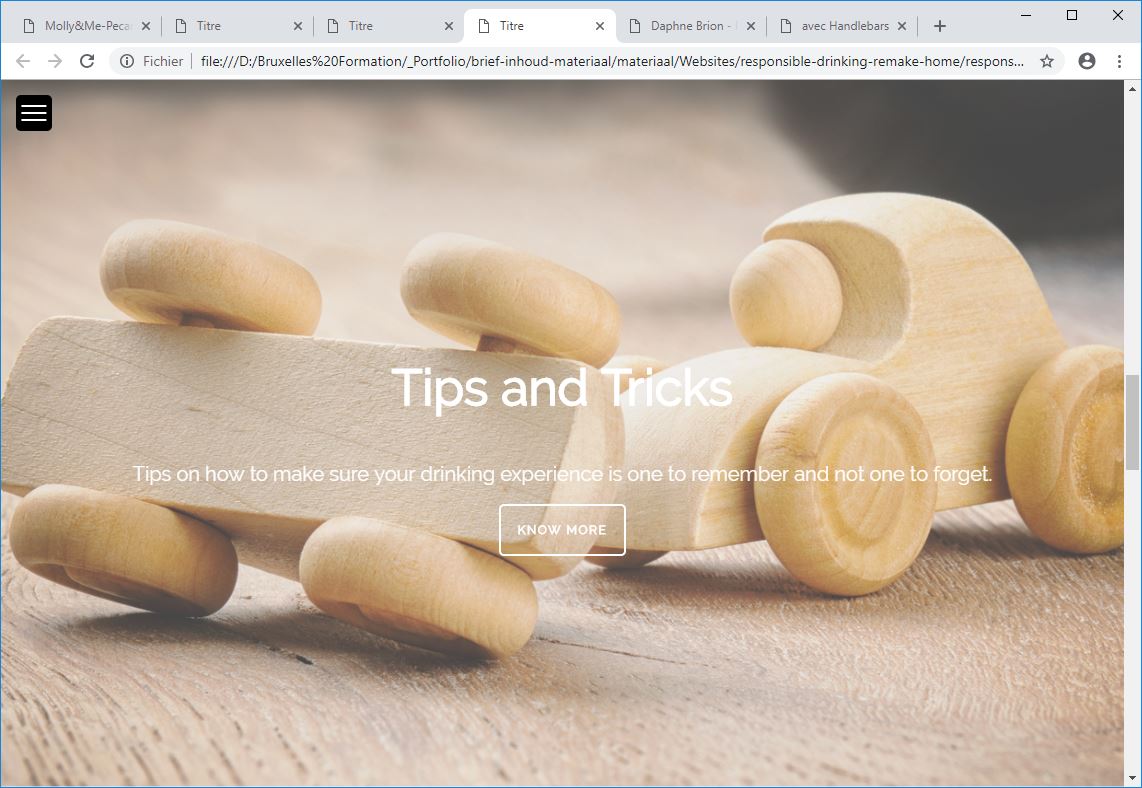 Molly&Me-Peca
Titre
Titre
Titre
Daphne Brion -
avec Handlebars
Fichier
file:///D:/Bruxelles%20Formation/_Portfolio/brief-inhoud-materiaal/materiaal/Websites/responsible-drinking-remake-home/respons...
Tips and Tricks
Tips on how to make sure your drinking experience is one to remember and not one to forget.
KNOW MORE